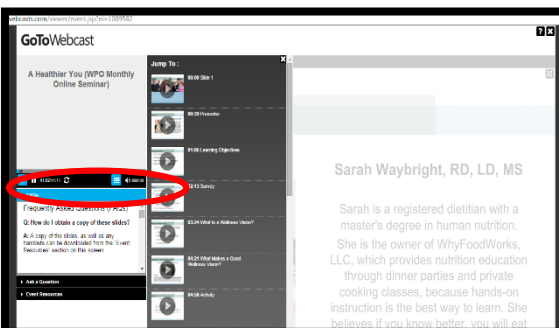 webcasts.com/viewer/event.jsp?ei=1089582
GoToWebcast
? X
A Healthier You (WPO Monthly
Online Seminar)
Frequently Asked Questions (FAQs)
Q: How do I obtain a copy of these slides?
A: A copy of the slides, as well as any
handouts can be downloaded from the "Event
Resources" section on this screen.
Ask a Question
Event Resources
Jump To :
00:00 Slide 1
00:39 Presenter
01:06 Learning Objectives
02:13 Survey
03:24 What Is a Wellness Vision?
04:21 What Makes a Good
Wellness Vision?
04:58 Activity
Sarah Waybright, RD, LD, MS
Sarah is a registered dietitian with a
master's degree in human nutrition.
She is the owner of WhyFoodWorks,
LLC, which provides nutrition education
through dinner parties and private
cooking classes, because hands-on
instruction is the best way to learn. She
believes if you know better, you will eat